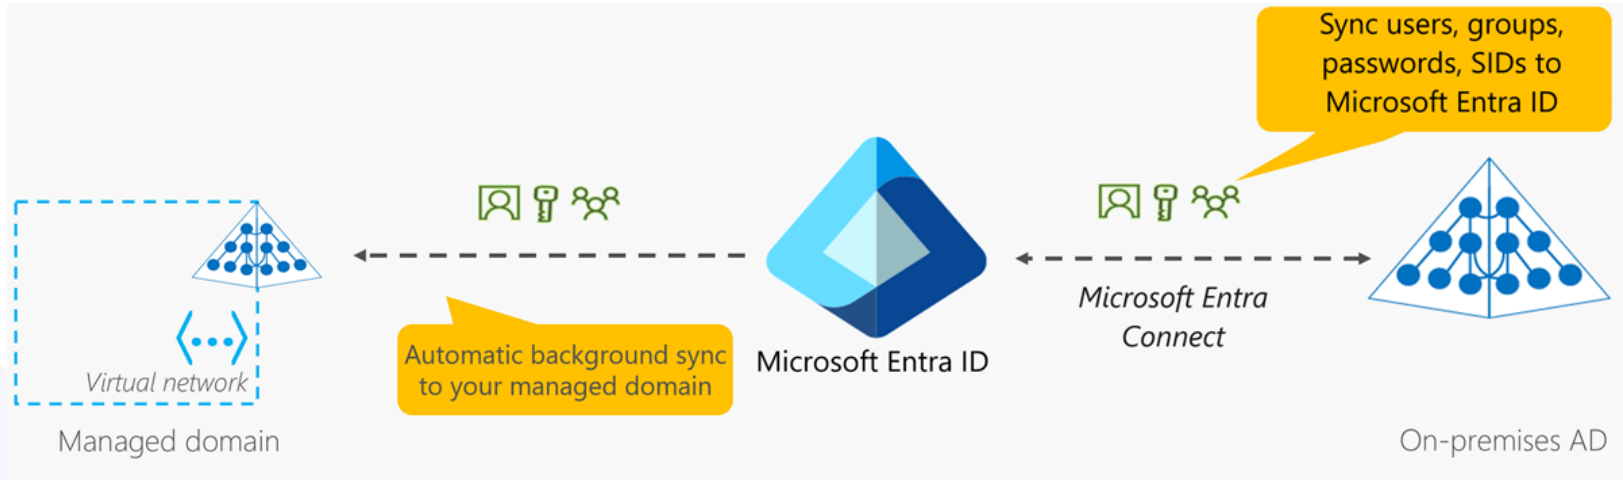 Sync users, groups,
passwords, SIDs to
Microsoft Entra ID
Microsoft Entra
Connect
Automatic background sync
to your managed domain
Microsoft Entra ID
Virtual network
Managed domain
On-premises AD